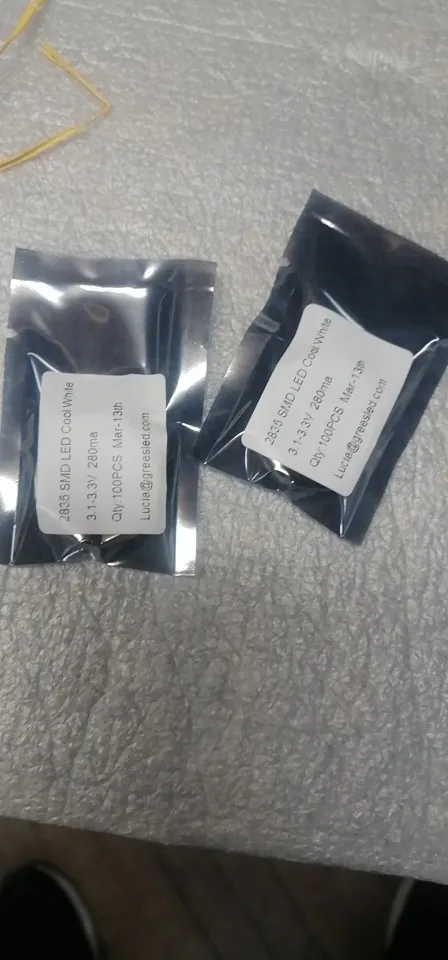 2835 SMD LED Cool White
3.1-3.3V 280ma
Qty:100PCS Mar-13th
Lucia@greesled.com
2835 SMD LED Cool White
3.1-3.3V 280ma
Qty:100PCS Mar-13th
Lucia@greesled.com